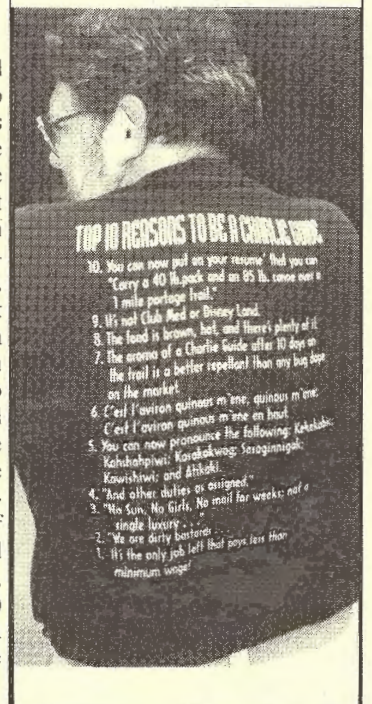 TOP 10 REASONS TO BE A CHARLIE GUIDE
10. You can now put on your resume' that you can
"Carry a 40 lb. pack and an 85 lb. canoe over a
1 mile portage trail."
9. It's not Club Med or Disney Land.
8. The food is brown, hot, and there's plenty of it.
7. The aroma of a Charlie Guide after 10 days on
the trail is a better repellant than any bug dope
on the market.
6. C'est l'aviron quinous m'ene, quinous m'ene,
C'est l'aviron quinous m'ene en haut.
5. You can now pronounce the following: Kekekabic
Kahshahpiwi; Kasakokwog; Saraginnigak;
Kawishiwi; and Atikaki.
4. "And other duties as assigned."
3. "No Sun, No Girls, No mail for weeks; not a
single luxury . . ."
2. "We are dirty bastards . .
1. It's the only job left that pays less than
minimum wage!